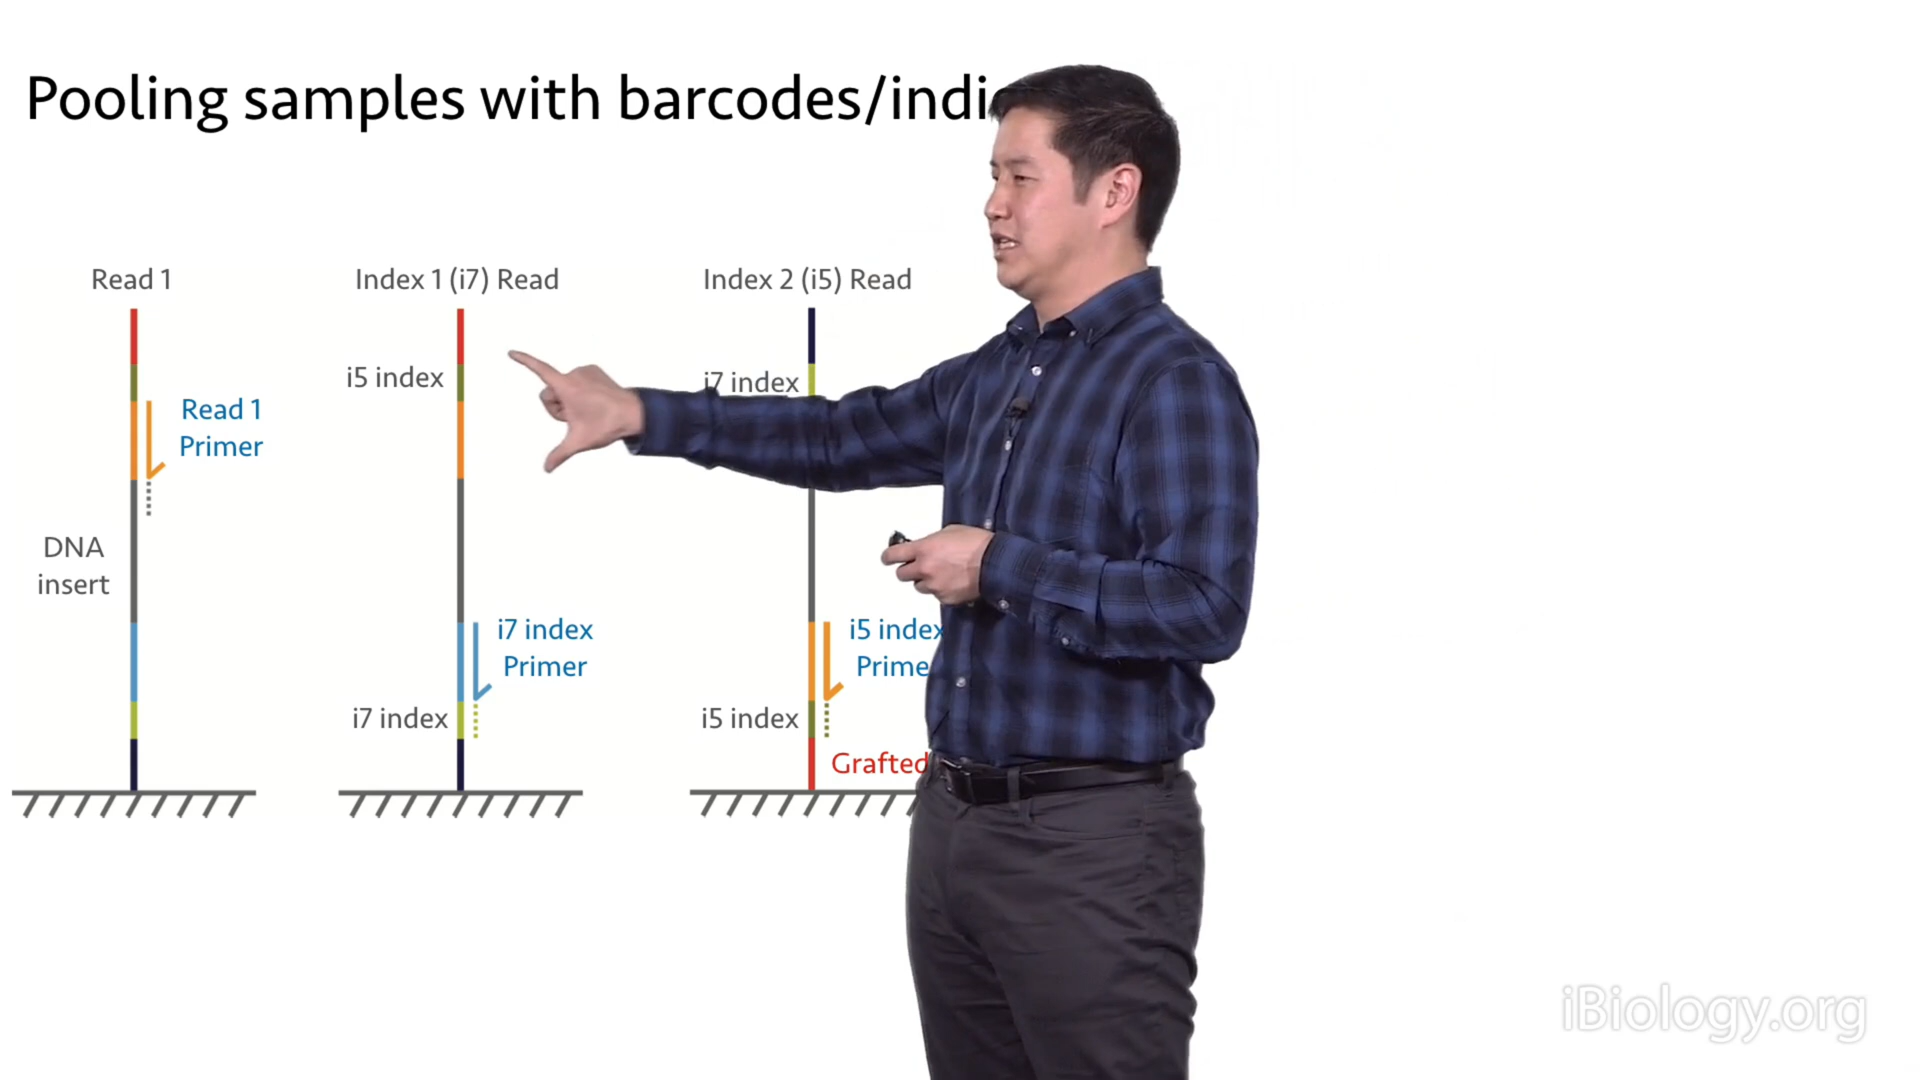 Pooling samples with barcodes/indic
Read 1
Index 1 (i7) Read
Index 2 (i5) Read
i5 index
i7 index
Read 1
Primer
DNA
insert
i7 index
Primer
i5 index
Prime
i7 index
i5 index
Grafted
iBiology.org